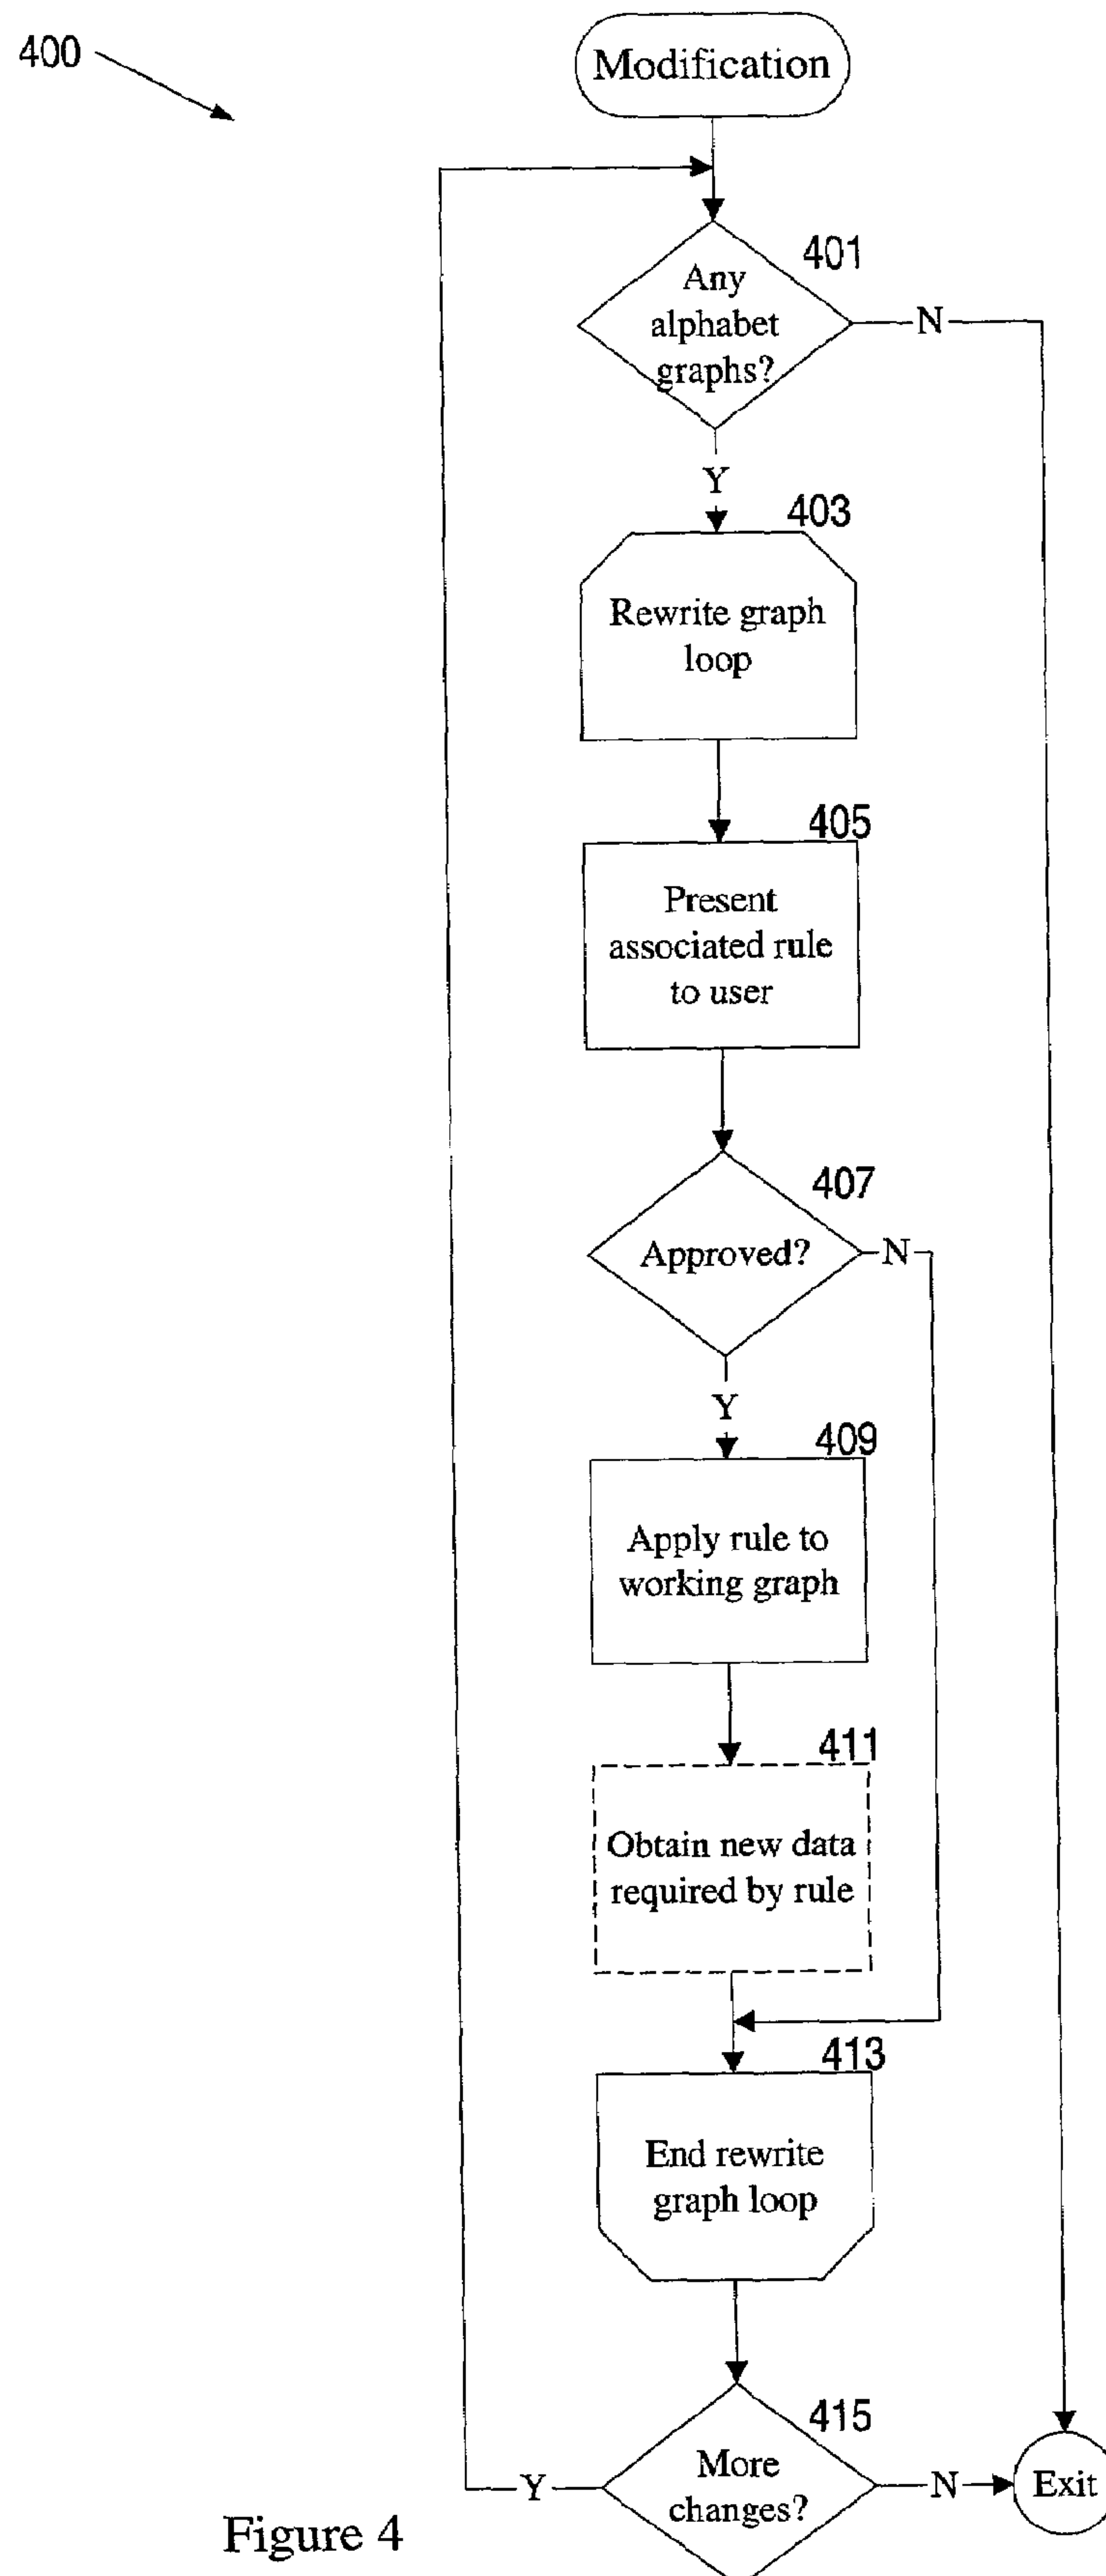 400
Modification
401
Any
alphabet
graphs?
N
Y
403
Rewrite graph
loop
405
Present
associated rule
to user
407
Approved?
N
Y
409
Apply rule to
working graph
411
Obtain new data
required by rule
413
End rewrite
graph loop
415
More
changes?
Y
N
Exit
Figure 4